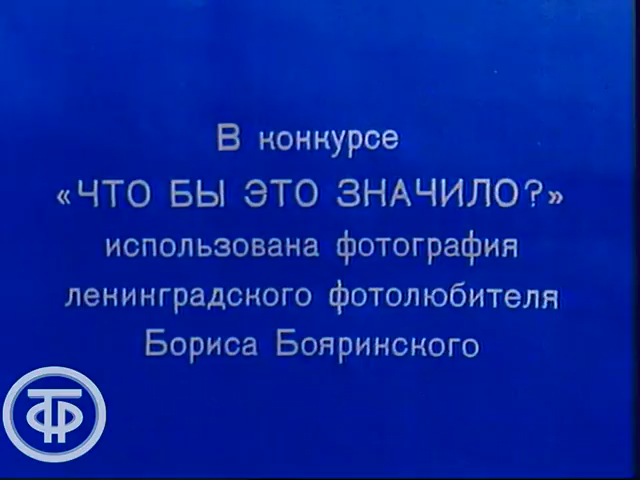 В конкурсе
«ЧТО БЫ ЭТО ЗНАЧИЛО?»
использована фотография
ленинградского фотолюбителя
Бориса Бояринского